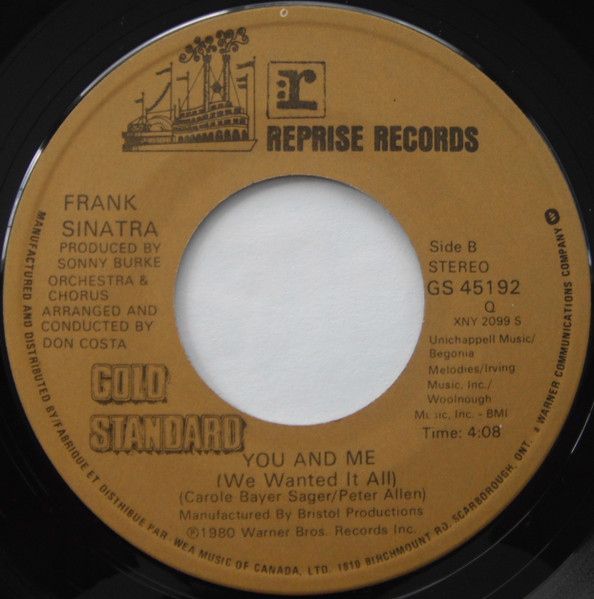 r
REPRISE RECORDS
FRANK
SINATRA
PRODUCED BY
SONNY BURKE
ORCHESTRA &
CHORUS
ARRANGED AND
CONDUCTED BY
DON COSTA
GOLD
STANDARD
Side B
STEREO
GS 45192
Q
XNY 2099 S
Unichappell Music/
Begonia
Melodies/Irving
Music, Inc./
Woolnough
Music, Inc. - BMI
Time: 4:08
YOU AND ME
(We Wanted It All)
(Carole Bayer Sager/Peter Allen)
Manufactured By Bristol Productions
℗1980 Warner Bros. Records Inc.
MANUFACTURED AND DISTRIBUTED BY/FABRIQUE ET DISTRIBUE PAR-WEA MUSIC OF CANADA, LTD. 1810 BIRCHMOUNT RD. SCARBOROUGH, ONT. a WARNER COMMUNICATIONS COMPANY